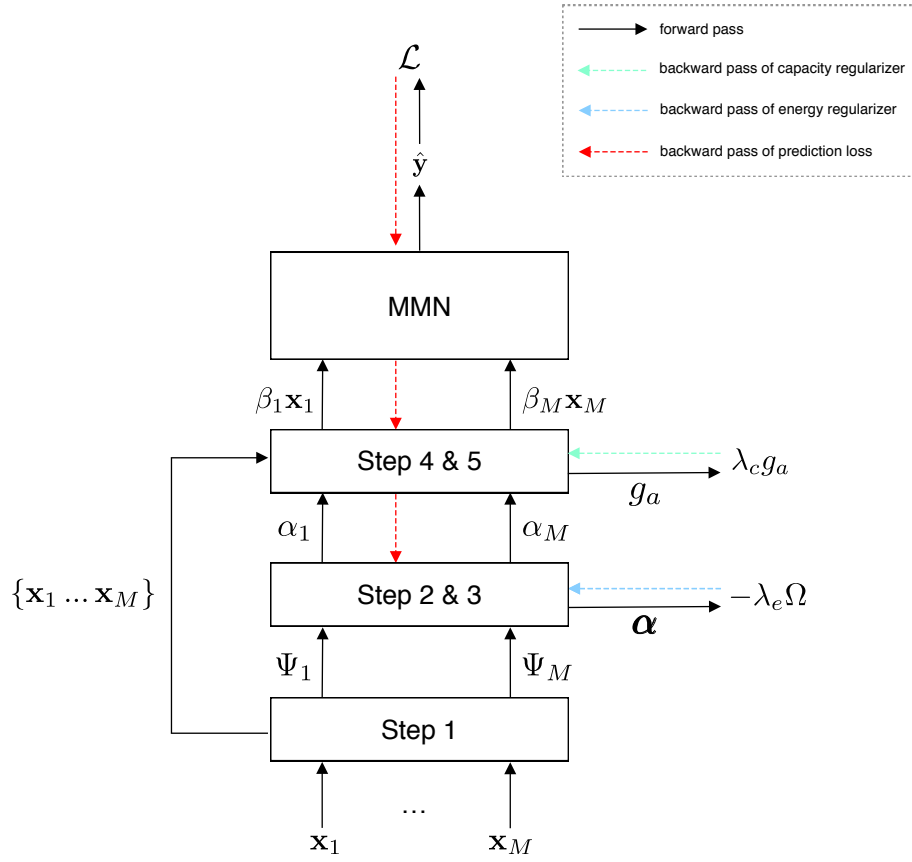 forward pass
backward pass of capacity regularizer
backward pass of energy regularizer
backward pass of prediction loss
ℒ
ŷ
MMN
β₁x₁ β_M x_M
Step 4 & 5
λ_c g_a
g_a
α₁ α_M
{x₁ ... x_M}
Step 2 & 3
−λ_e Ω
α
Ψ₁ Ψ_M
Step 1
...
x₁ x_M